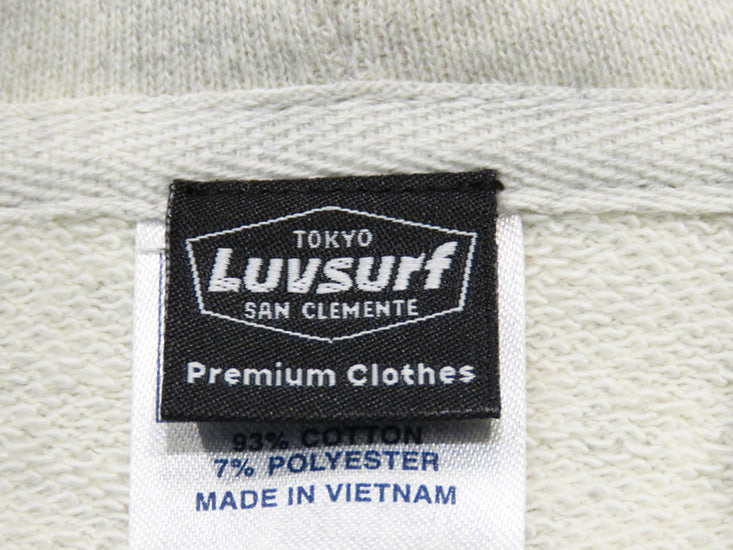 TOKYO
Luvsurf
SAN CLEMENTE
Premium Clothes
93% COTTON
7% POLYESTER
MADE IN VIETNAM